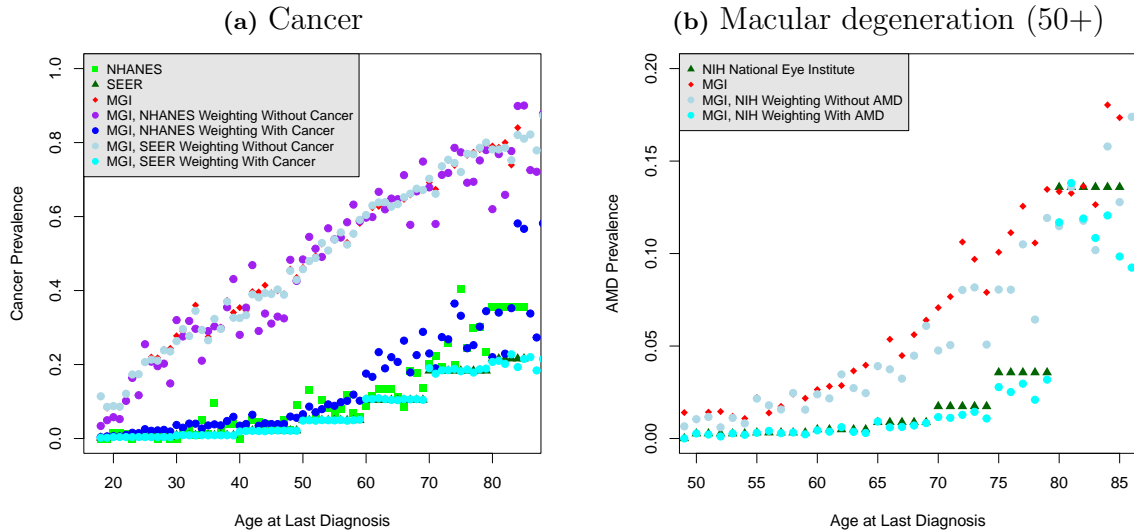 (a) Cancer
NHANES
SEER
MGI
MGI, NHANES Weighting Without Cancer
MGI, NHANES Weighting With Cancer
MGI, SEER Weighting Without Cancer
MGI, SEER Weighting With Cancer
Cancer Prevalence
1.0
0.8
0.6
0.4
0.2
0.0
20 30 40 50 60 70 80
Age at Last Diagnosis
(b) Macular degeneration (50+)
NIH National Eye Institute
MGI
MGI, NIH Weighting Without AMD
MGI, NIH Weighting With AMD
AMD Prevalence
0.20
0.15
0.10
0.05
0.00
50 55 60 65 70 75 80 85
Age at Last Diagnosis